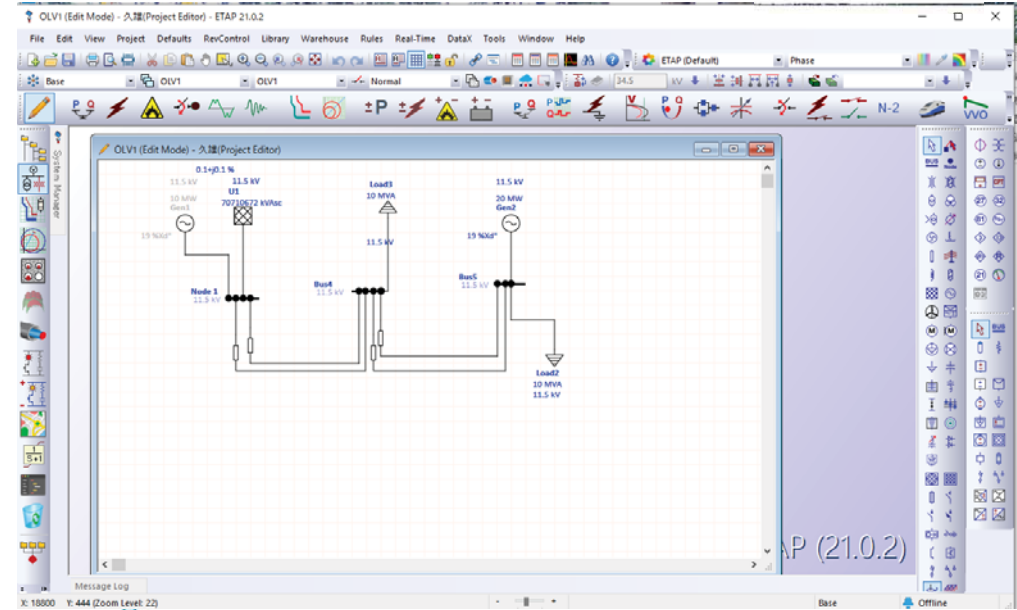 OLV1 (Edit Mode) - 久雄(Project Editor) - ETAP 21.0.2
File Edit View Project Defaults RevControl Library Warehouse Rules Real-Time DataX Tools Window Help
ETAP (Default) Phase
Base OLV1 OLV1 Normal 34.5 kV
N-2 VVO
System Manager
OLV1 (Edit Mode) - 久雄(Project Editor)
0.1+j0.1 %
11.5 kV
11.5 kV
U1
70710672 kVAsc
10 MW
Gen1
19 %Xd"
Load3
10 MVA
11.5 kV
11.5 kV
20 MW
Gen2
19 %Xd"
Node 1
11.5 kV
Bus4
11.5 kV
Bus5
11.5 kV
Load2
10 MVA
11.5 kV
AP (21.0.2)
Message Log
X: 18800 Y: 444 (Zoom Level: 22) Base Offline